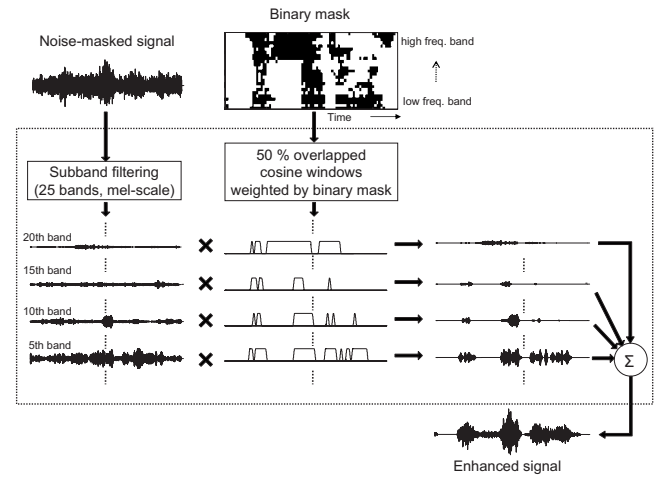 Binary mask
Noise-masked signal
high freq. band
low freq. band
Time
Subband filtering
(25 bands, mel-scale)
50 % overlapped
cosine windows
weighted by binary mask
20th band
15th band
10th band
5th band
Σ
Enhanced signal